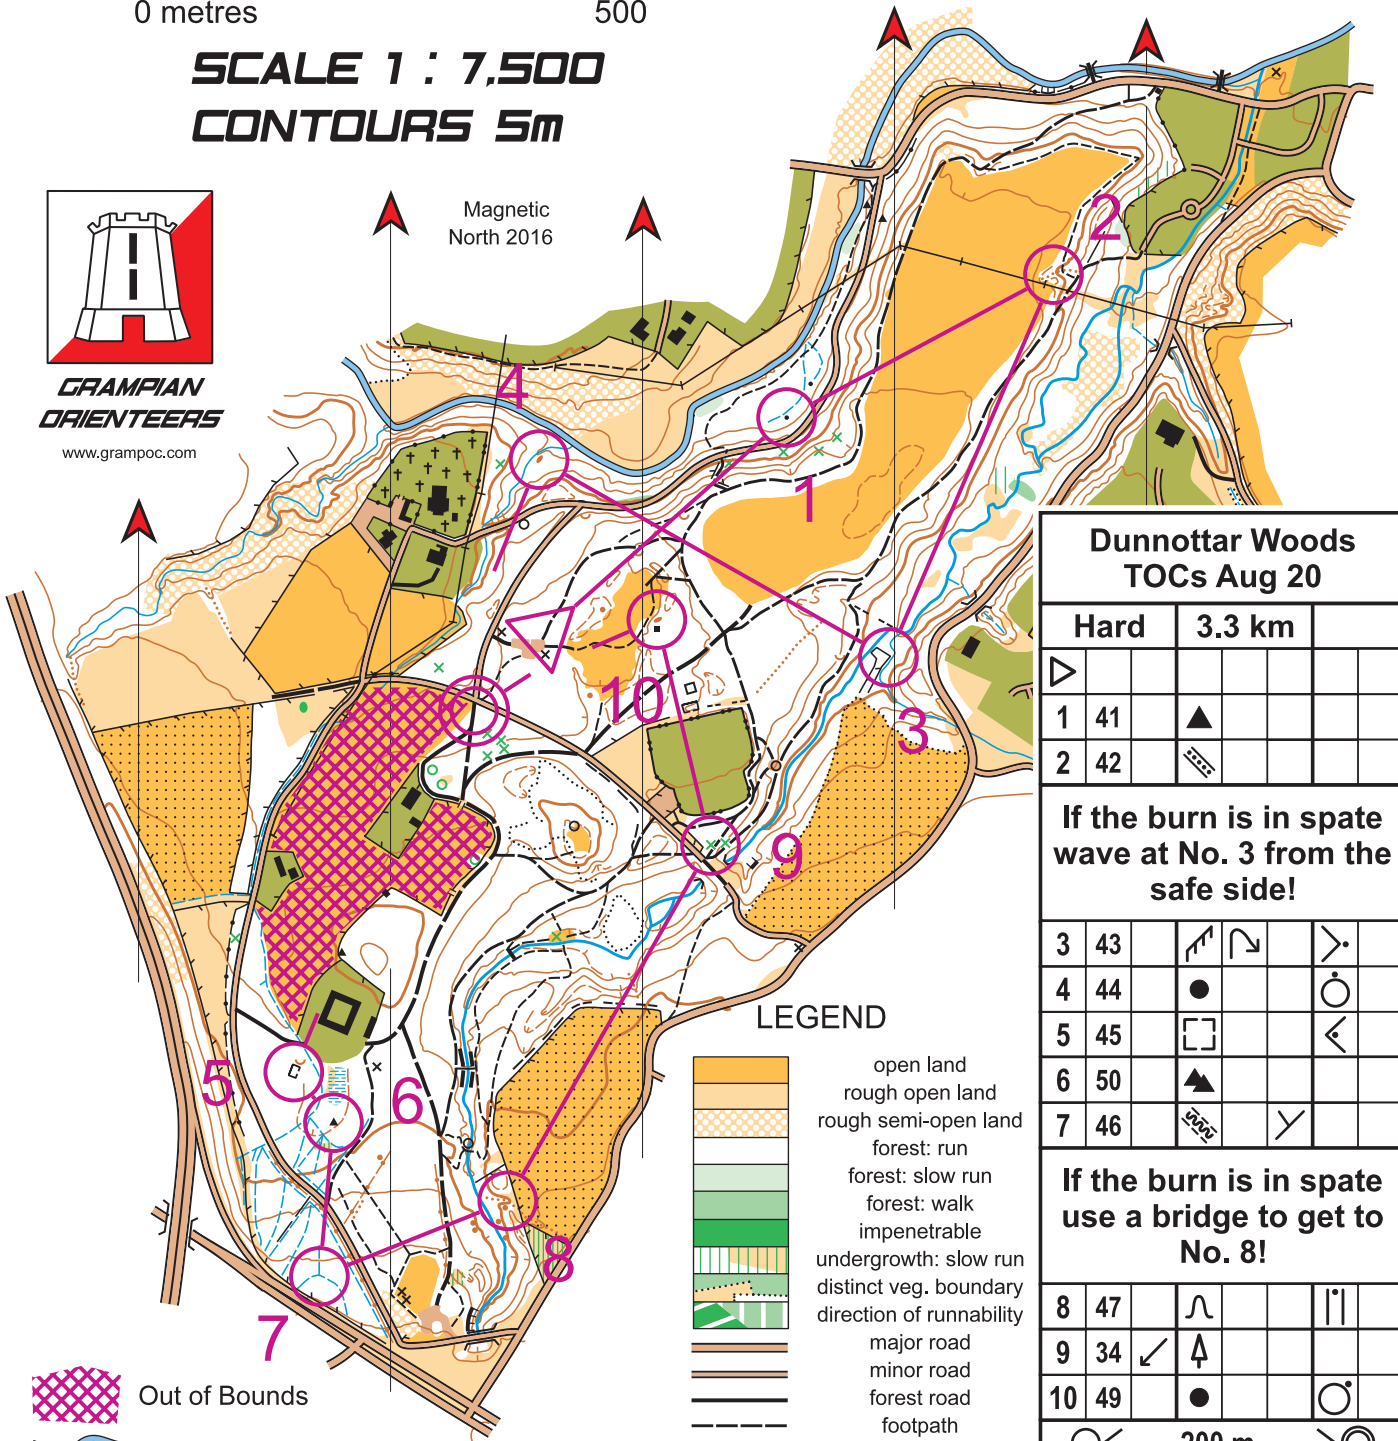 0 metres 500
SCALE 1 : 7,500
CONTOURS 5m
Magnetic
North 2016
GRAMPIAN
ORIENTEERS
www.grampoc.com
2
4
1
10
3
9
5
6
8
7
Dunnottar Woods
TOCs Aug 20
Hard 3.3 km
1 41
2 42
If the burn is in spate
wave at No. 3 from the
safe side!
3 43
4 44
5 45
6 50
7 46
If the burn is in spate
use a bridge to get to
No. 8!
8 47
9 34
10 49
200 m
LEGEND
open land
rough open land
rough semi-open land
forest: run
forest: slow run
forest: walk
impenetrable
undergrowth: slow run
distinct veg. boundary
direction of runnability
major road
minor road
forest road
footpath
Out of Bounds